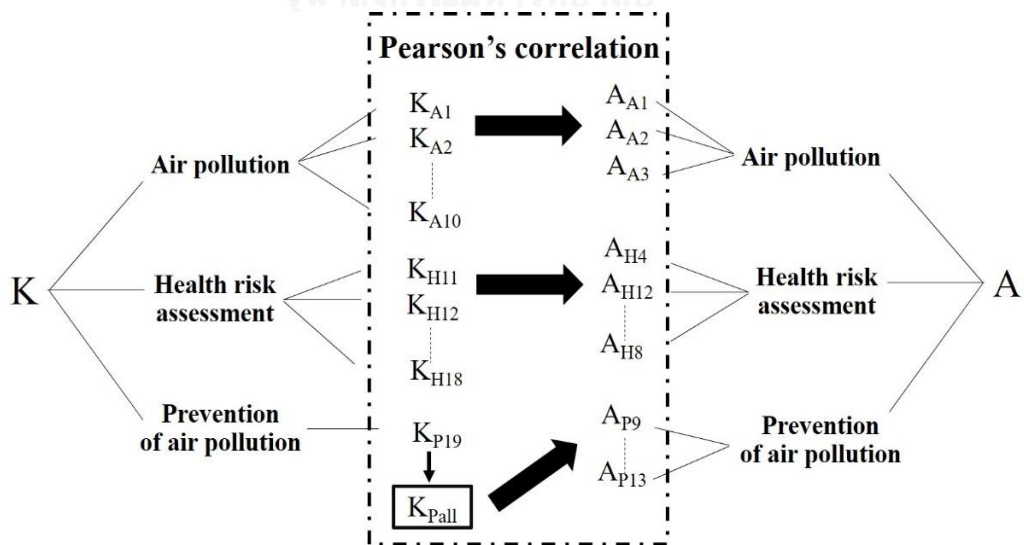 Pearson's correlation
K
Air pollution
Health risk
assessment
Prevention
of air pollution
K_A1
K_A2
K_A10
K_H11
K_H12
K_H18
K_P19
K_Pall
A_A1
A_A2
A_A3
A_H4
A_H12
A_H8
A_P9
A_P13
Air pollution
Health risk
assessment
Prevention
of air pollution
A